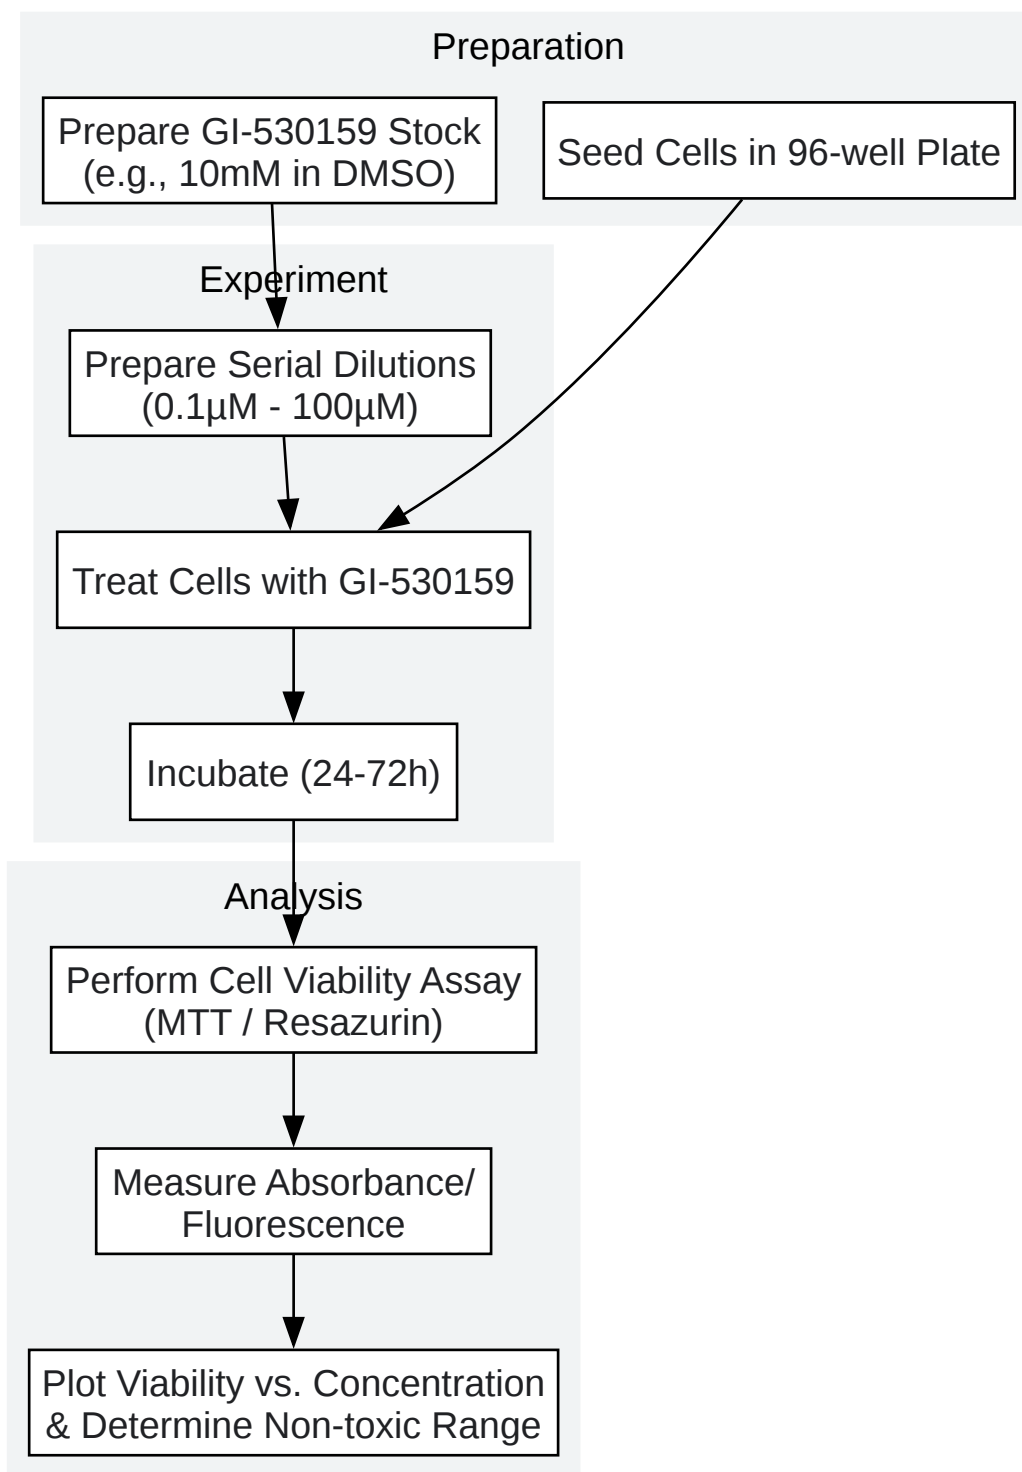 Preparation
Prepare GI-530159 Stock
(e.g., 10mM in DMSO)
Seed Cells in 96-well Plate
Experiment
Prepare Serial Dilutions
(0.1µM - 100µM)
Treat Cells with GI-530159
Incubate (24-72h)
Analysis
Perform Cell Viability Assay
(MTT / Resazurin)
Measure Absorbance/
Fluorescence
Plot Viability vs. Concentration
& Determine Non-toxic Range